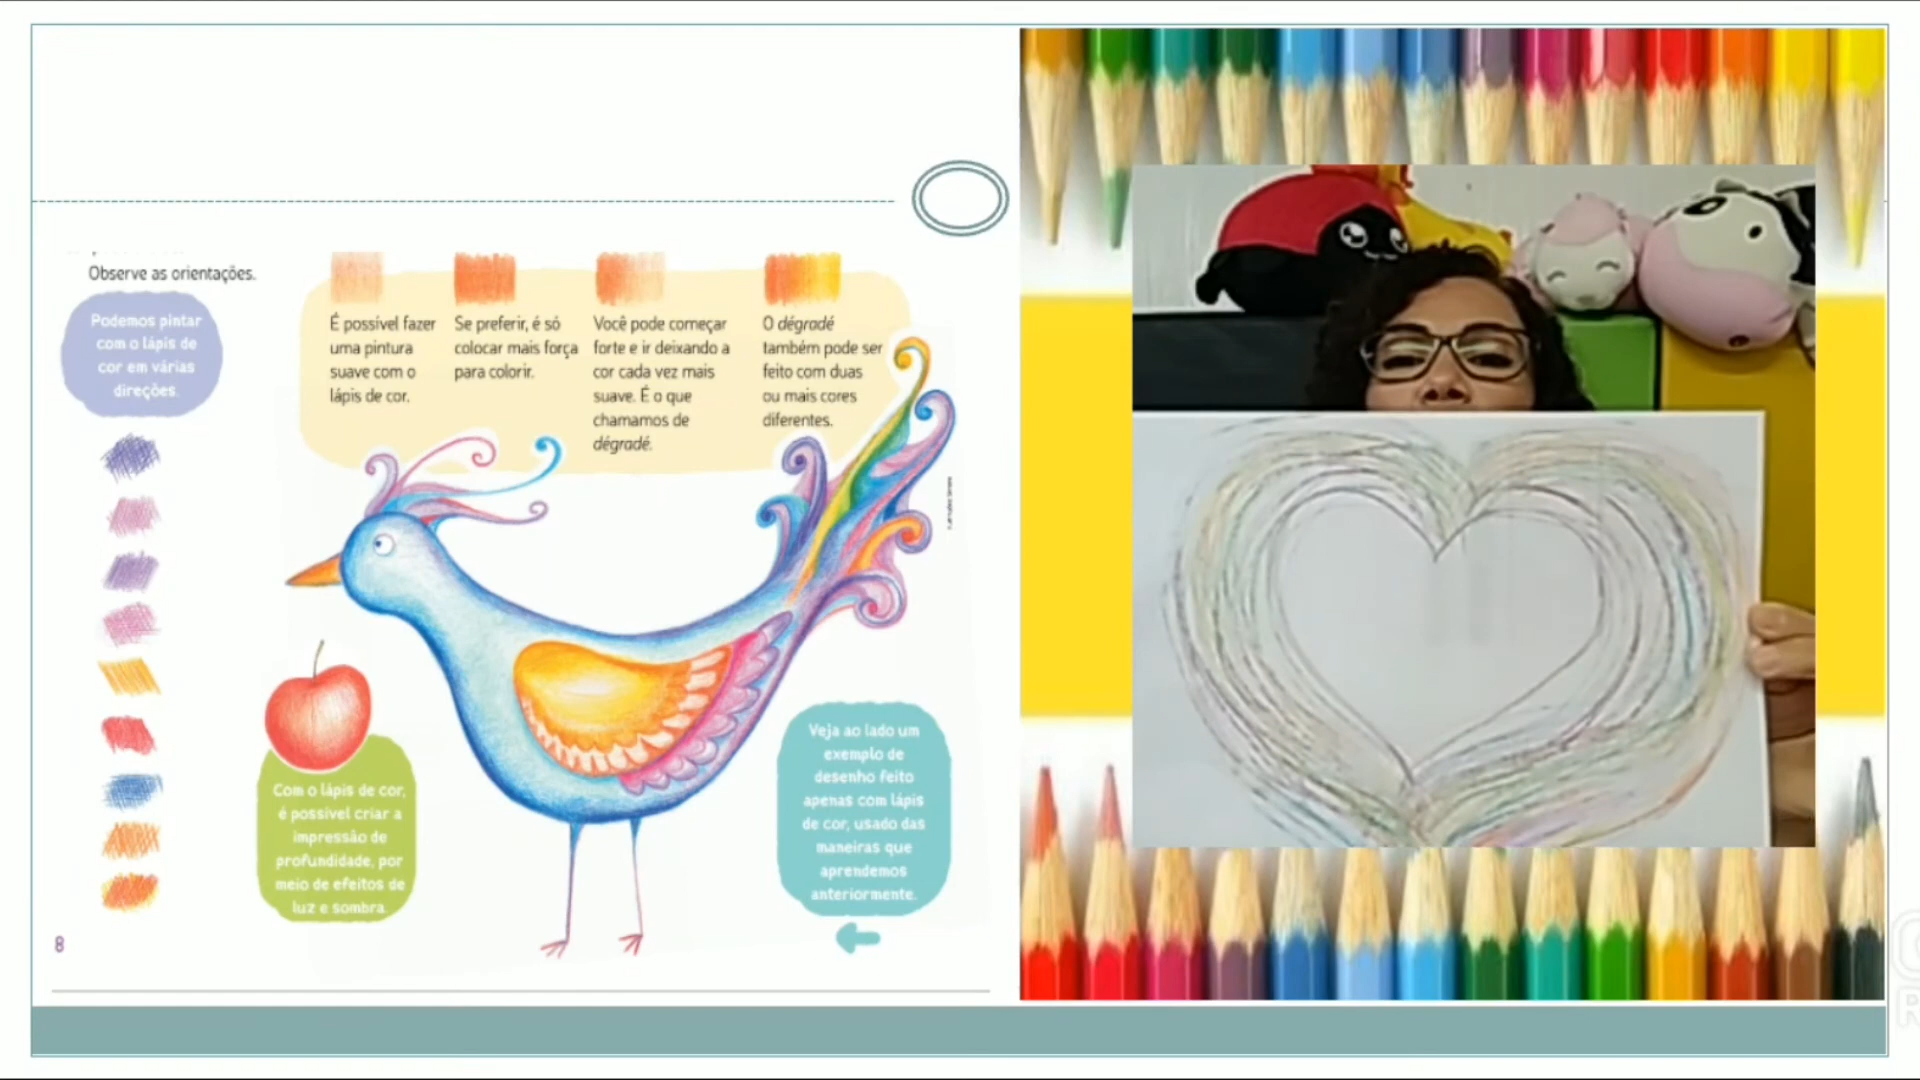 Observe as orientações.
Podemos pintar
com o lápis de
cor em várias
direções.
É possível fazer
uma pintura
suave com o
lápis de cor.
Se preferir, é só
colocar mais força
para colorir.
Você pode começar
forte e ir deixando a
cor cada vez mais
suave. É o que
chamamos de
dégradé.
O dégradé
também pode ser
feito com duas
ou mais cores
diferentes.
Com o lápis de cor,
é possível criar a
impressão de
profundidade, por
meio de efeitos de
luz e sombra.
Veja ao lado um
exemplo de
desenho feito
apenas com lápis
de cor, usado das
maneiras que
aprendemos
anteriormente.
8